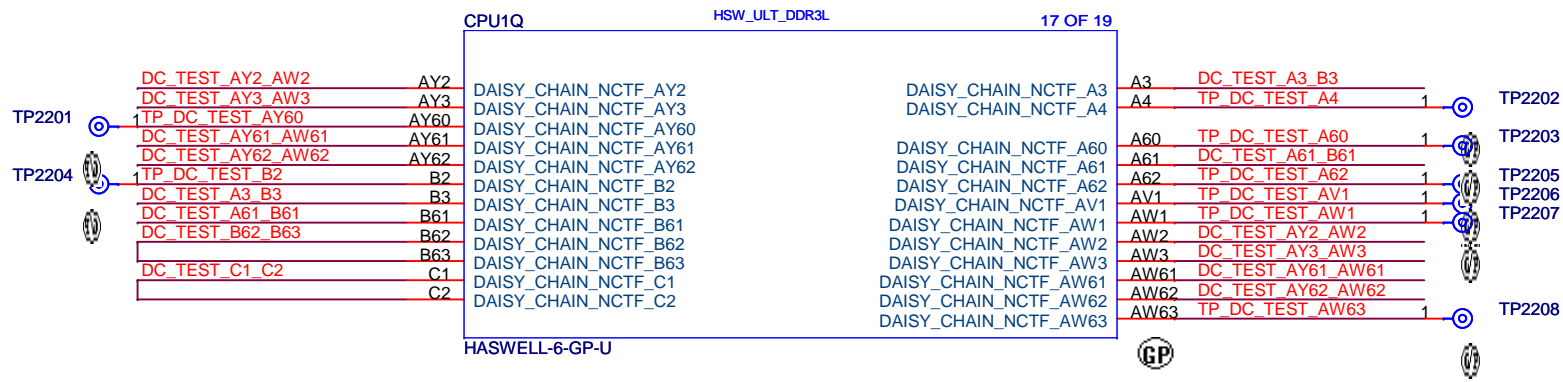 CPU1Q HSW_ULT_DDR3L 17 OF 19
DC_TEST_AY2_AW2 AY2 DAISY_CHAIN_NCTF_AY2 DAISY_CHAIN_NCTF_A3 A3 DC_TEST_A3_B3
DC_TEST_AY3_AW3 AY3 DAISY_CHAIN_NCTF_AY3 DAISY_CHAIN_NCTF_A4 A4 TP_DC_TEST_A4 1 TP2202
TP2201 1 TP_DC_TEST_AY60 AY60 DAISY_CHAIN_NCTF_AY60
DC_TEST_AY61_AW61 AY61 DAISY_CHAIN_NCTF_AY61 DAISY_CHAIN_NCTF_A60 A60 TP_DC_TEST_A60 1 TP2203
DC_TEST_AY62_AW62 AY62 DAISY_CHAIN_NCTF_AY62 DAISY_CHAIN_NCTF_A61 A61 DC_TEST_A61_B61
TP2204 1 TP_DC_TEST_B2 B2 DAISY_CHAIN_NCTF_B2 DAISY_CHAIN_NCTF_A62 A62 TP_DC_TEST_A62 1 TP2205
DC_TEST_A3_B3 B3 DAISY_CHAIN_NCTF_B3 DAISY_CHAIN_NCTF_AV1 AV1 TP_DC_TEST_AV1 1 TP2206
DC_TEST_A61_B61 B61 DAISY_CHAIN_NCTF_B61 DAISY_CHAIN_NCTF_AW1 AW1 TP_DC_TEST_AW1 1 TP2207
DC_TEST_B62_B63 B62 DAISY_CHAIN_NCTF_B62 DAISY_CHAIN_NCTF_AW2 AW2 DC_TEST_AY2_AW2
B63 DAISY_CHAIN_NCTF_B63 DAISY_CHAIN_NCTF_AW3 AW3 DC_TEST_AY3_AW3
DC_TEST_C1_C2 C1 DAISY_CHAIN_NCTF_C1 DAISY_CHAIN_NCTF_AW61 AW61 DC_TEST_AY61_AW61
C2 DAISY_CHAIN_NCTF_C2 DAISY_CHAIN_NCTF_AW62 AW62 DC_TEST_AY62_AW62
DAISY_CHAIN_NCTF_AW63 AW63 TP_DC_TEST_AW63 1 TP2208
HASWELL-6-GP-U GP